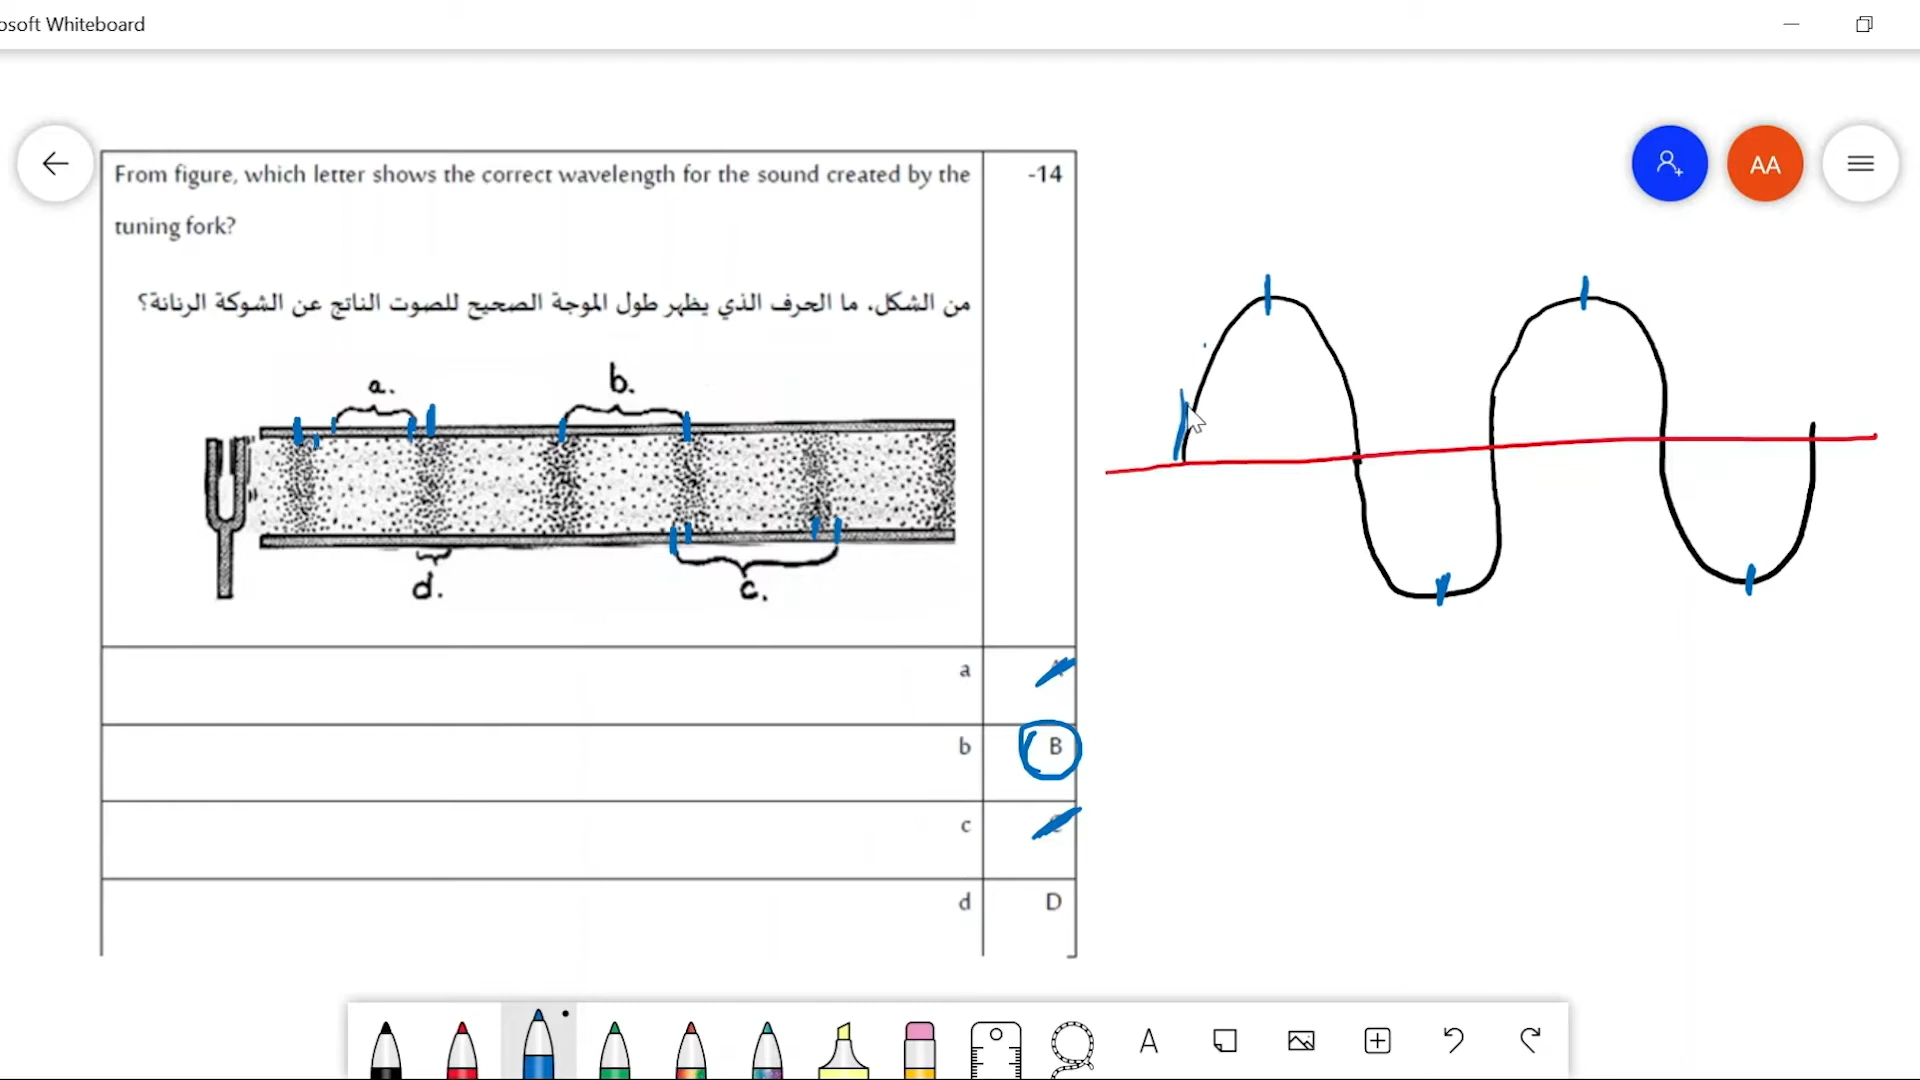 osoft Whiteboard
AA
From figure, which letter shows the correct wavelength for the sound created by the
tuning fork?
-14
من الشكل، ما الحرف الذي يظهر طول الموجة الصحيح للصوت الناتج عن الشوكة الرنانة؟
a.
b.
d.
c.
a
b B
c
d D
A